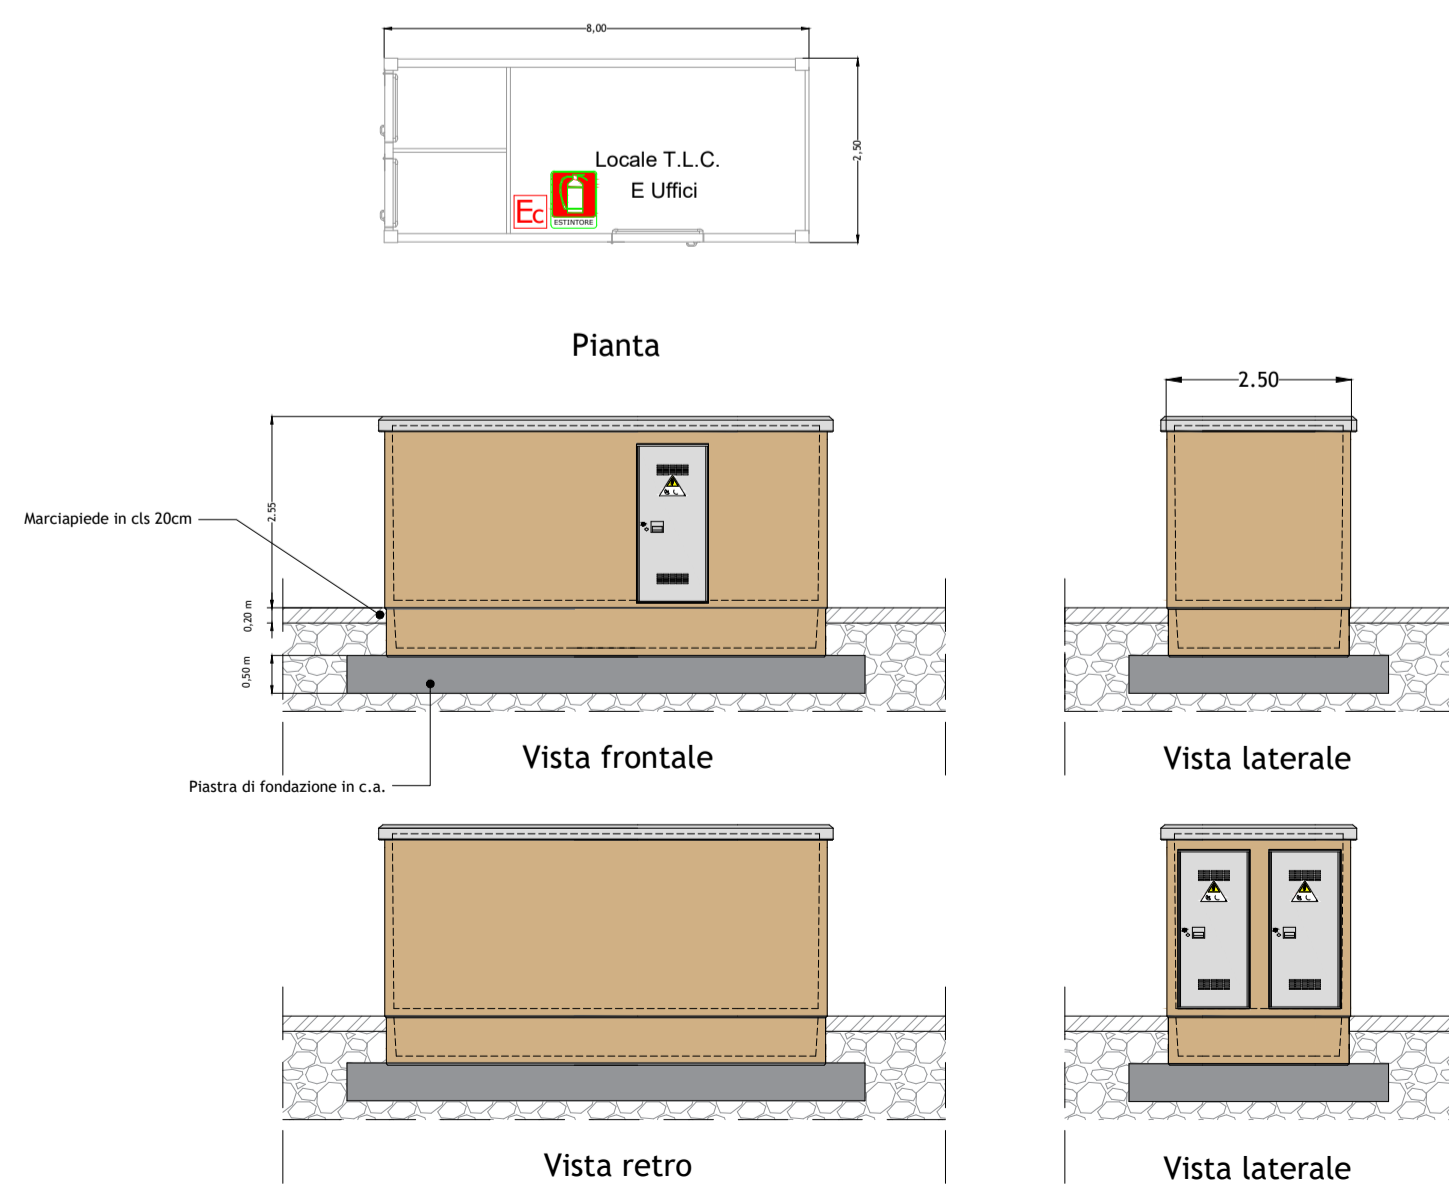 8,00
2,50
Locale T.L.C.
E Uffici
Ec
ESTINTORE
Pianta
2.50
2.55
Marciapiede in cls 20cm
0,20 m
0,50 m
Vista frontale
Vista laterale
Piastra di fondazione in c.a.
Vista retro
Vista laterale